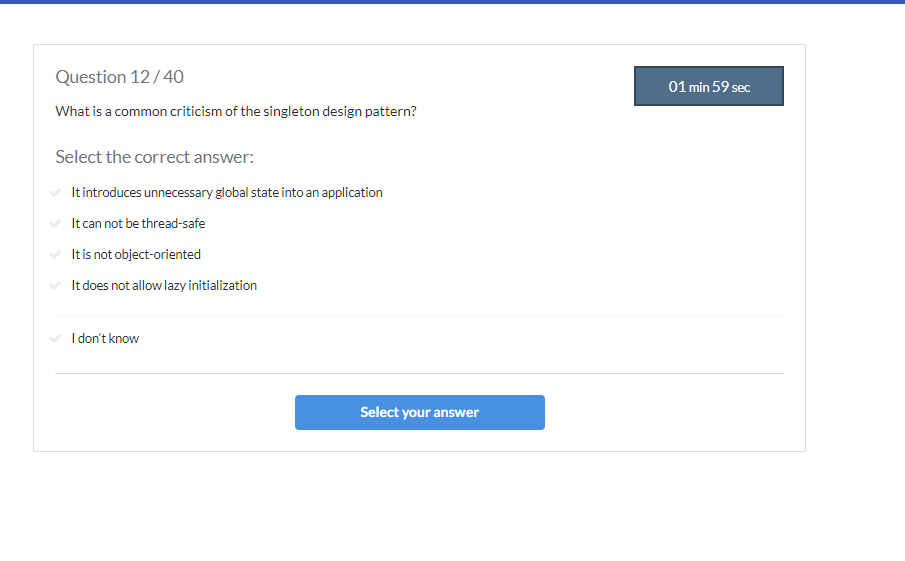 Question 12 / 40
01 min 59 sec
What is a common criticism of the singleton design pattern?
Select the correct answer:
It introduces unnecessary global state into an application
It can not be thread-safe
It is not object-oriented
It does not allow lazy initialization
I don't know
Select your answer